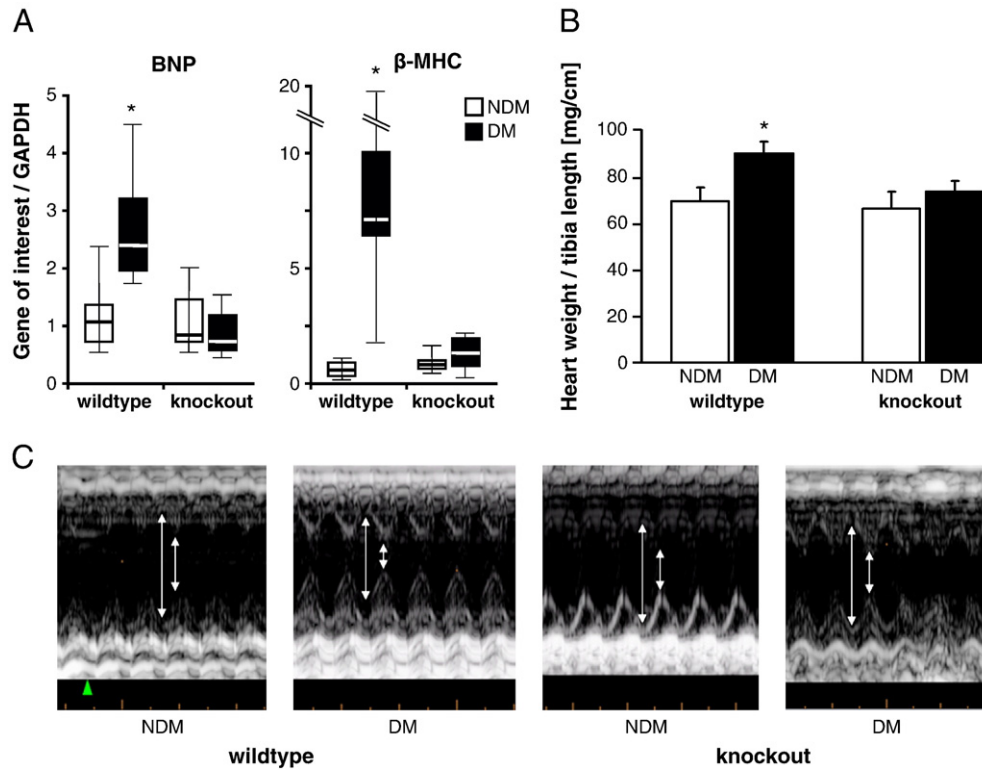 A
BNP
β-MHC
Gene of interest / GAPDH
5
4
3
2
1
0
*
wildtype
knockout
20
10
5
0
*
NDM
DM
wildtype
knockout
B
Heart weight / tibia length [mg/cm]
100
80
60
40
20
0
*
NDM
DM
NDM
DM
wildtype
knockout
C
NDM
DM
NDM
DM
wildtype
knockout